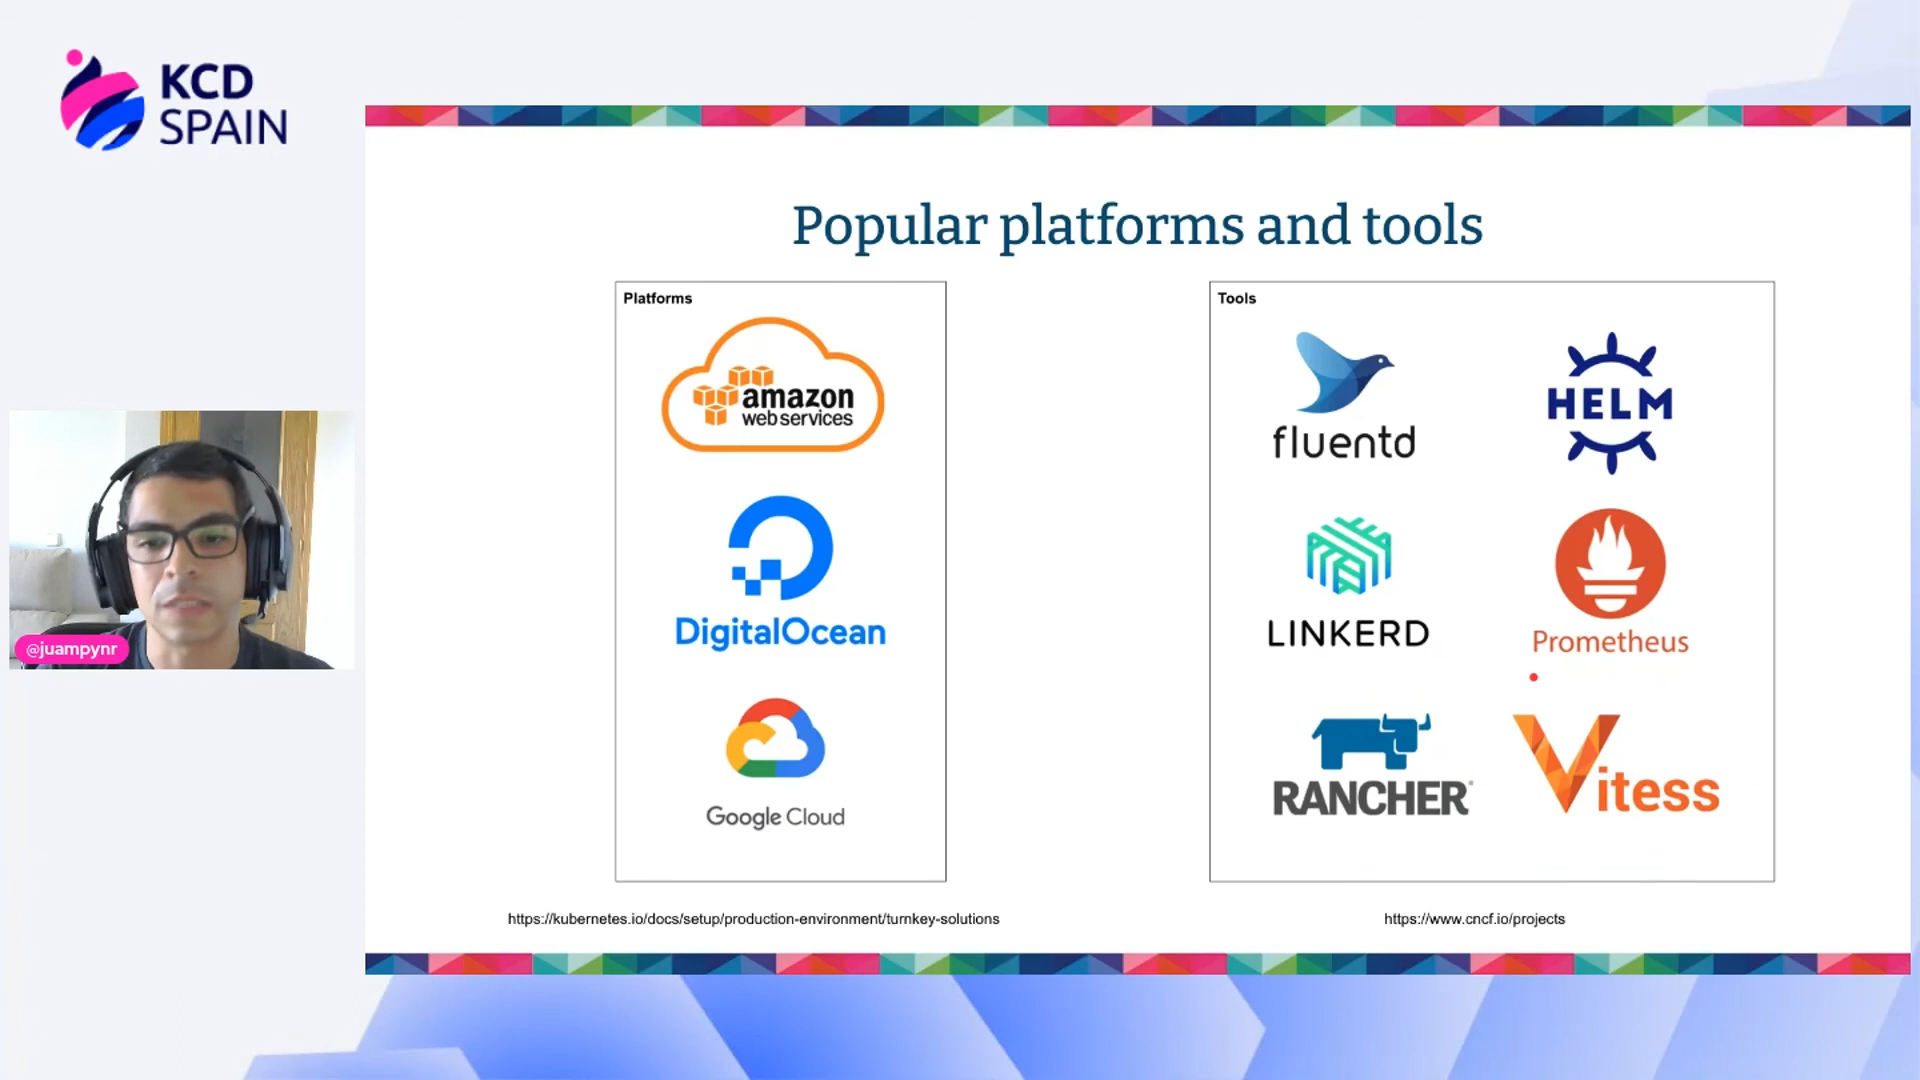 KCD
SPAIN
Popular platforms and tools
Platforms
amazon
web services
DigitalOcean
Google Cloud
Tools
fluentd
HELM
LINKERD
Prometheus
RANCHER®
Vitess
https://kubernetes.io/docs/setup/production-environment/turnkey-solutions
https://www.cncf.io/projects
@juampynr